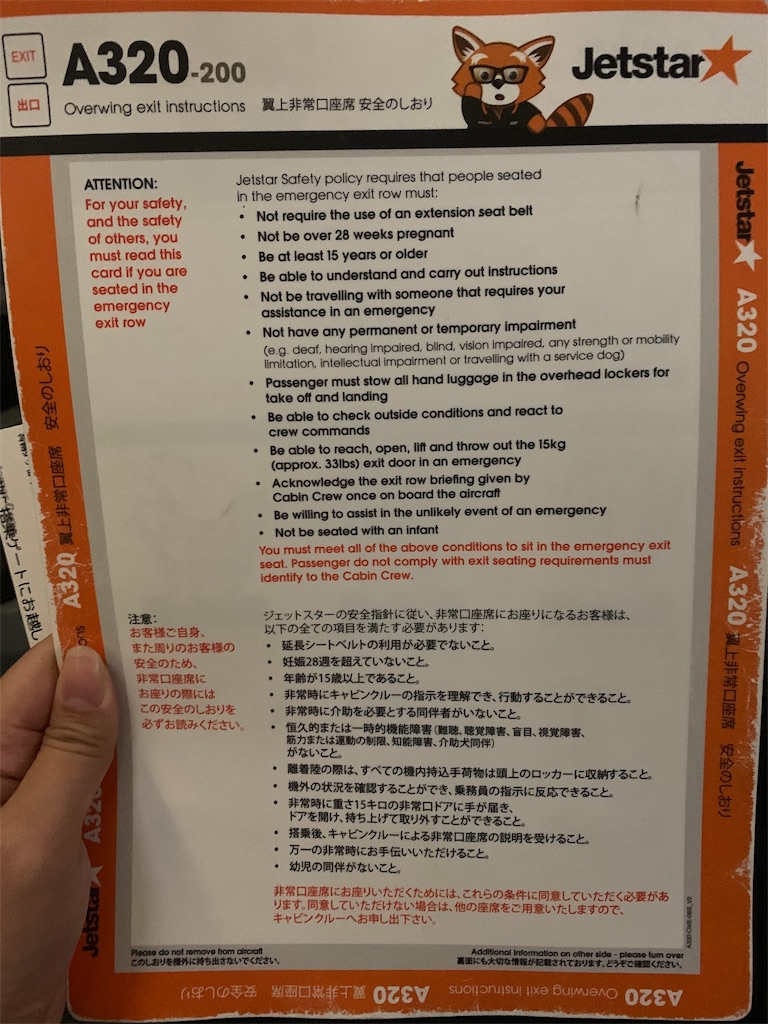 EXIT
出口
A320-200
Overwing exit instructions 翼上非常口座席 安全のしおり
Jetstar
ATTENTION:
For your safety,
and the safety
of others, you
must read this
card if you are
seated in the
emergency
exit row
Jetstar Safety policy requires that people seated
in the emergency exit row must:
• Not require the use of an extension seat belt
• Not be over 28 weeks pregnant
• Be at least 15 years or older
• Be able to understand and carry out instructions
• Not be travelling with someone that requires your
assistance in an emergency
• Not have any permanent or temporary impairment
(e.g. deaf, hearing impaired, blind, vision impaired, any strength or mobility
limitation, intellectual impairment or travelling with a service dog)
• Passenger must stow all hand luggage in the overhead lockers for
take off and landing
• Be able to check outside conditions and react to
crew commands
• Be able to reach, open, lift and throw out the 15kg
(approx. 33lbs) exit door in an emergency
• Acknowledge the exit row briefing given by
Cabin Crew once on board the aircraft
• Be willing to assist in the unlikely event of an emergency
• Not be seated with an infant
You must meet all of the above conditions to sit in the emergency exit
seat. Passenger do not comply with exit seating requirements must
identify to the Cabin Crew.
注意:
お客様ご自身、
また周りのお客様の
安全のため、
非常口座席に
お座りの際には
この安全のしおりを
必ずお読みください。
ジェットスターの安全指針に従い、非常口座席にお座りになるお客様は、
以下の全ての項目を満たす必要があります:
• 延長シートベルトの利用が必要でないこと。
• 妊娠28週を超えていないこと。
• 年齢が15歳以上であること。
• 非常時にキャビンクルーの指示を理解でき、行動することができること。
• 非常時に介助を必要とする同伴者がいないこと。
• 恒久的または一時的機能障害(難聴、聴覚障害、盲目、視覚障害、
筋力または運動の制限、知能障害、介助犬同伴)
がないこと。
• 離着陸の際は、すべての機内持込手荷物は頭上のロッカーに収納すること。
• 機外の状況を確認することができ、乗務員の指示に反応できること。
• 非常時に重さ15キロの非常口ドアに手が届き、
ドアを開け、持ち上げて取り外すことができること。
• 搭乗後、キャビンクルーによる非常口座席の説明を受けること。
• 万一の非常時にお手伝いいただけること。
• 幼児の同伴がないこと。
非常口座席にお座りいただくためには、これらの条件に同意していただく必要があ
ります。同意していただけない場合は、他の座席をご用意いたしますので、
キャビンクルーへお申し出下さい。
Please do not remove from aircraft
このしおりを機外に持ち出さないでください。
Additional information on other side - please turn over
裏面にも大切な情報が記載されております。どうぞご確認ください。
Jetstar A320 Overwing exit instructions A320 翼上非常口座席 安全のしおり
A320 Overwing exit instructions A320 翼上非常口座席 安全のしおり
Jetstar A320
A320 翼上非常口座席 安全のしおり
搭乗ゲートにお越し